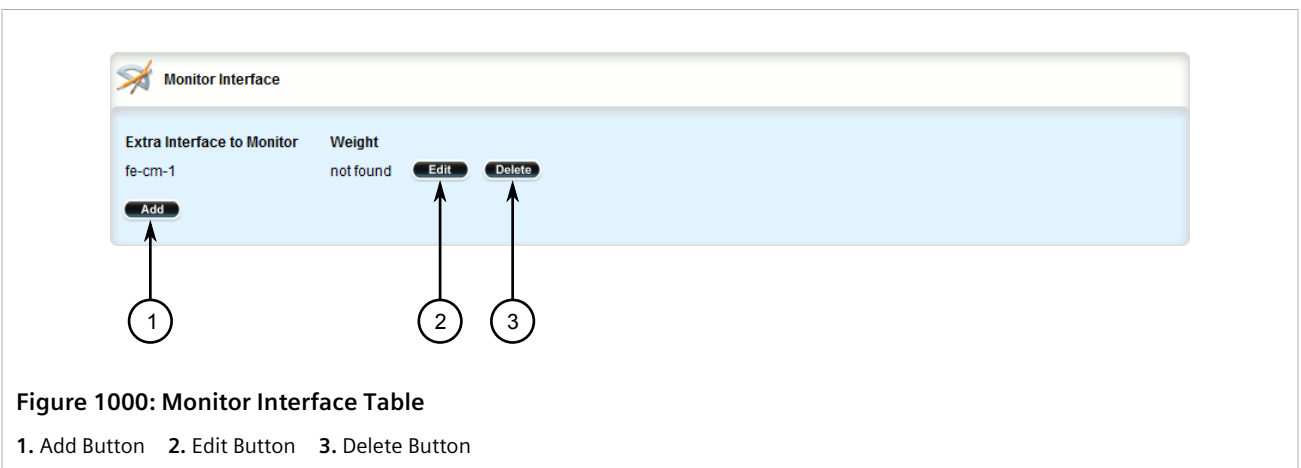 Monitor Interface
Extra Interface to Monitor Weight
fe-cm-1 not found Edit Delete
Add
1 2 3
Figure 1000: Monitor Interface Table
1. Add Button 2. Edit Button 3. Delete Button